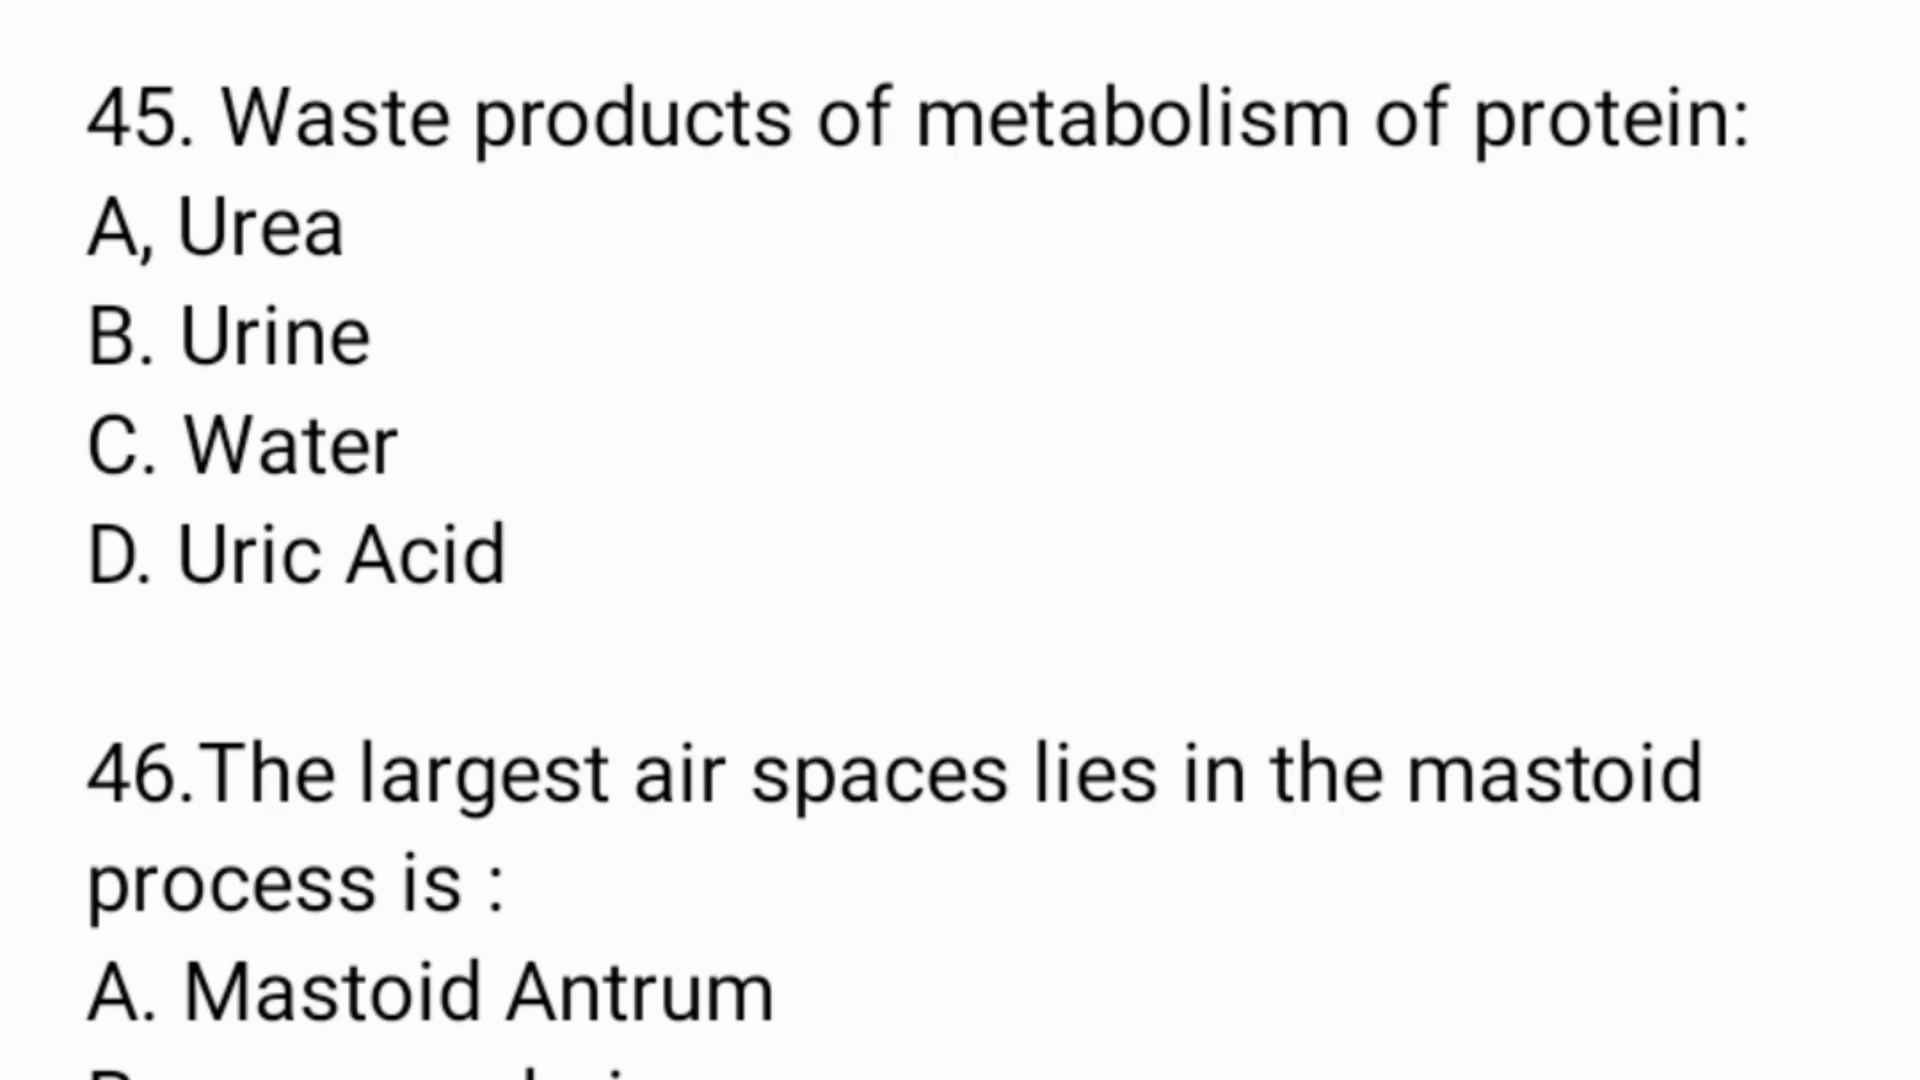 45. Waste products of metabolism of protein:
A, Urea
B. Urine
C. Water
D. Uric Acid
46.The largest air spaces lies in the mastoid
process is :
A. Mastoid Antrum